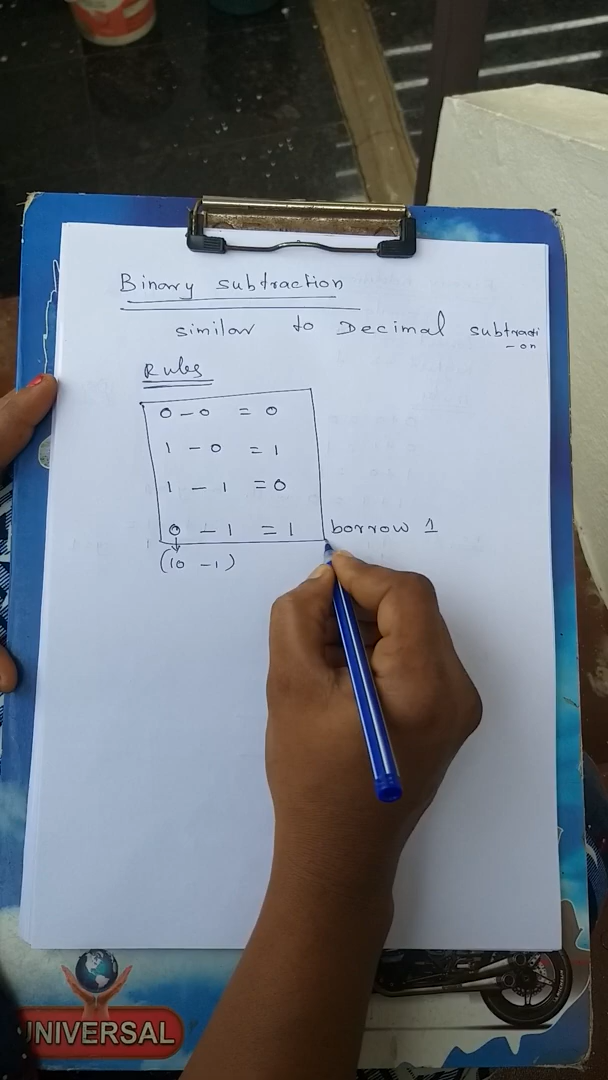 Binary subtraction
similar to Decimal subtracti
-on
Rules
0 - 0 = 0
1 - 0 = 1
1 - 1 = 0
0 - 1 = 1 borrow 1
(10 - 1)
UNIVERSAL